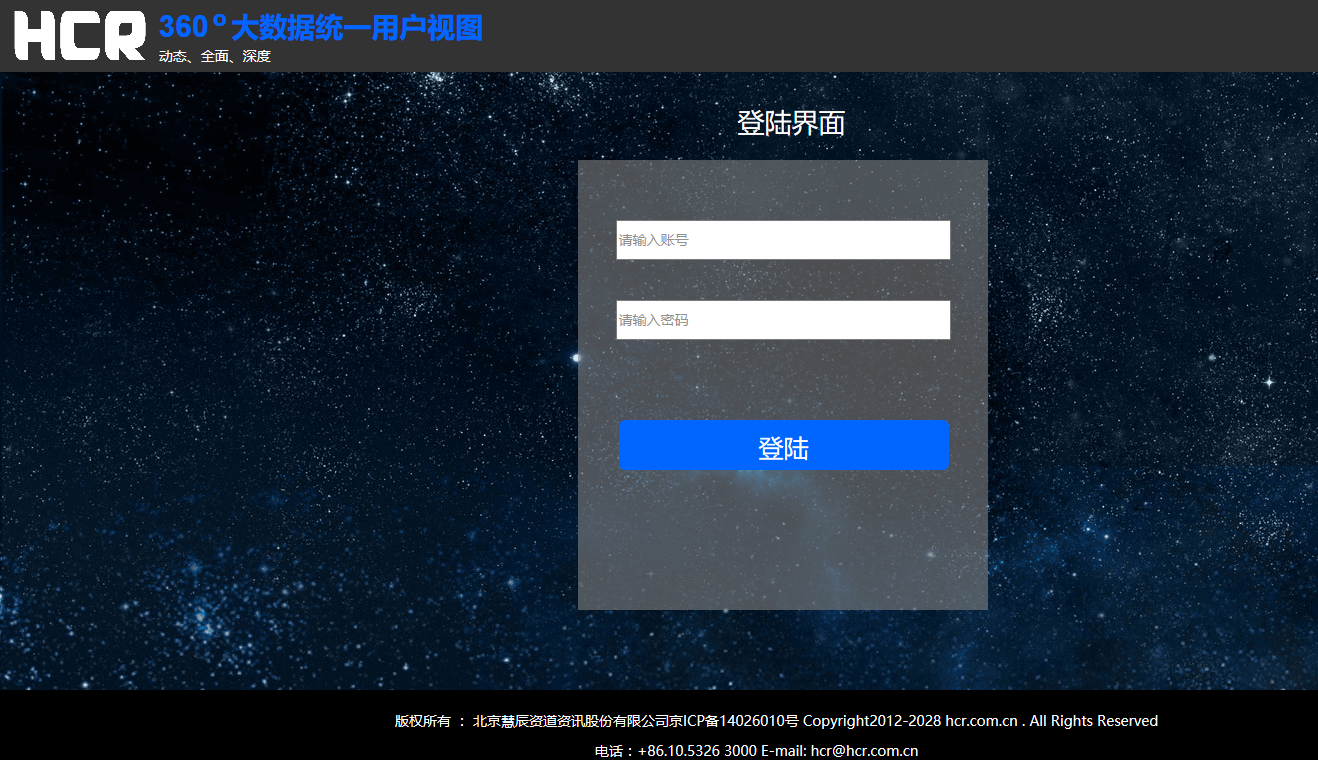 HCR
360°大数据统一用户视图
动态、全面、深度
登陆界面
请输入账号
请输入密码
登陆
版权所有 ： 北京慧辰资道资讯股份有限公司京ICP备14026010号 Copyright2012-2028 hcr.com.cn . All Rights Reserved
电话：+86.10.5326 3000 E-mail: hcr@hcr.com.cn